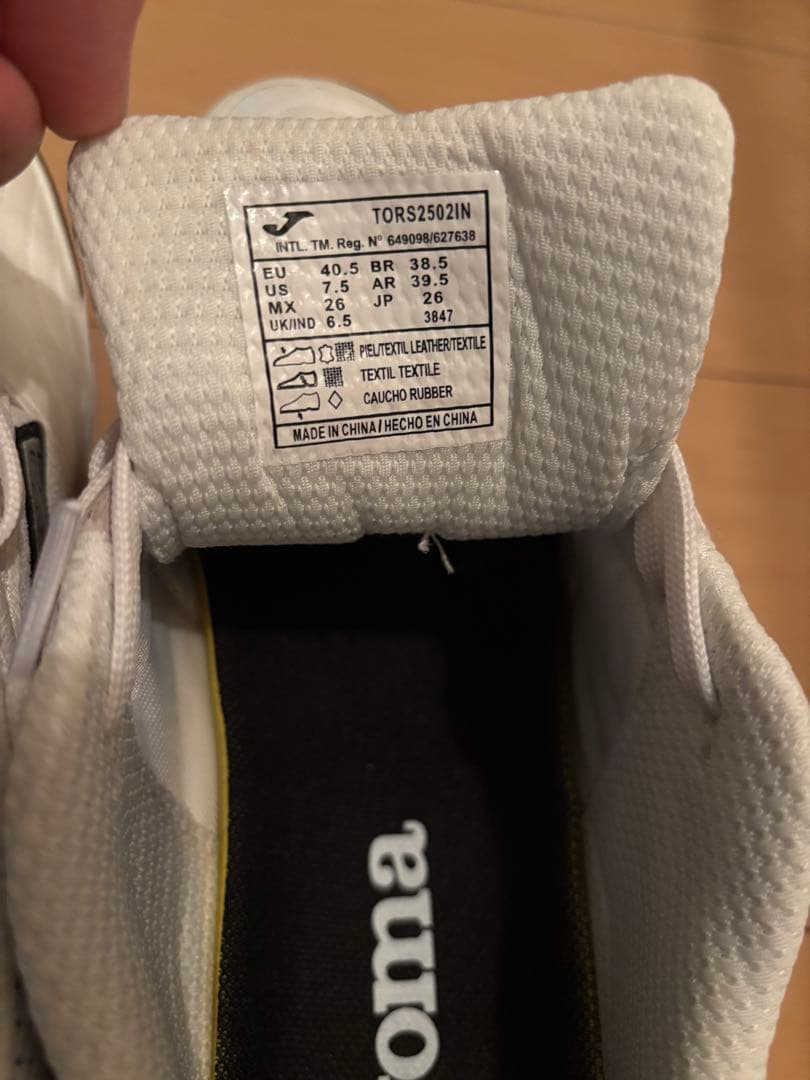 TORS2502IN
INTL. TM. Reg. Nº 649098/627638
EU 40.5 BR 38.5
US 7.5 AR 39.5
MX 26 JP 26
UK/IND 6.5 3847
PIEL/TEXTIL LEATHER/TEXTILE
TEXTIL TEXTILE
CAUCHO RUBBER
MADE IN CHINA / HECHO EN CHINA
oma